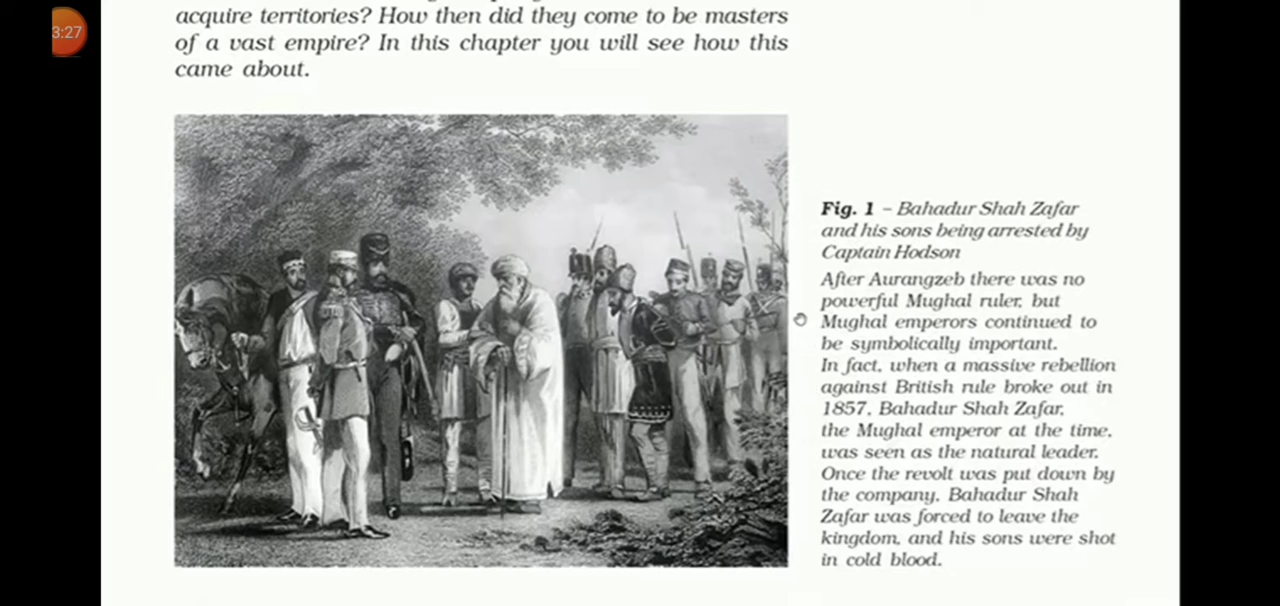 acquire territories? How then did they come to be masters
of a vast empire? In this chapter you will see how this
came about.
3:27
Fig. 1 – Bahadur Shah Zafar
and his sons being arrested by
Captain Hodson
After Aurangzeb there was no
powerful Mughal ruler, but
Mughal emperors continued to
be symbolically important.
In fact, when a massive rebellion
against British rule broke out in
1857, Bahadur Shah Zafar,
the Mughal emperor at the time,
was seen as the natural leader.
Once the revolt was put down by
the company, Bahadur Shah
Zafar was forced to leave the
kingdom, and his sons were shot
in cold blood.